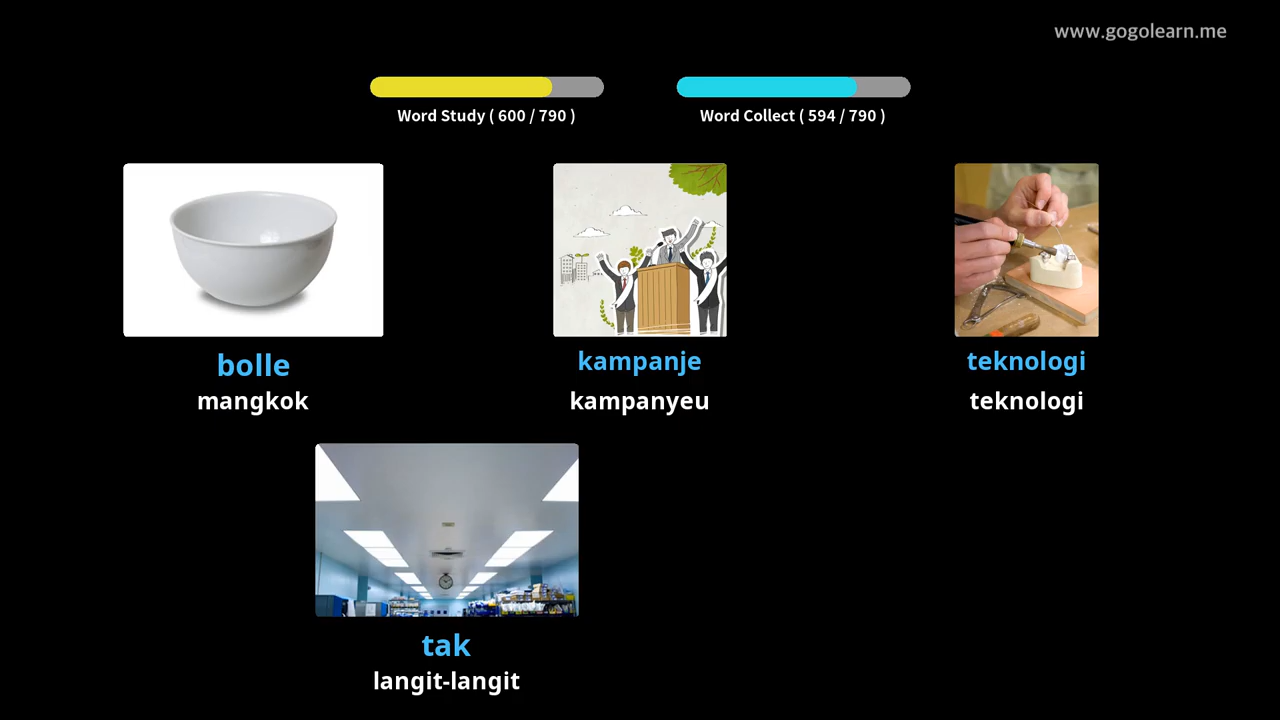 www.gogolearn.me
Word Study ( 600 / 790 )
Word Collect ( 594 / 790 )
bolle
mangkok
kampanje
kampanyeu
teknologi
teknologi
tak
langit-langit